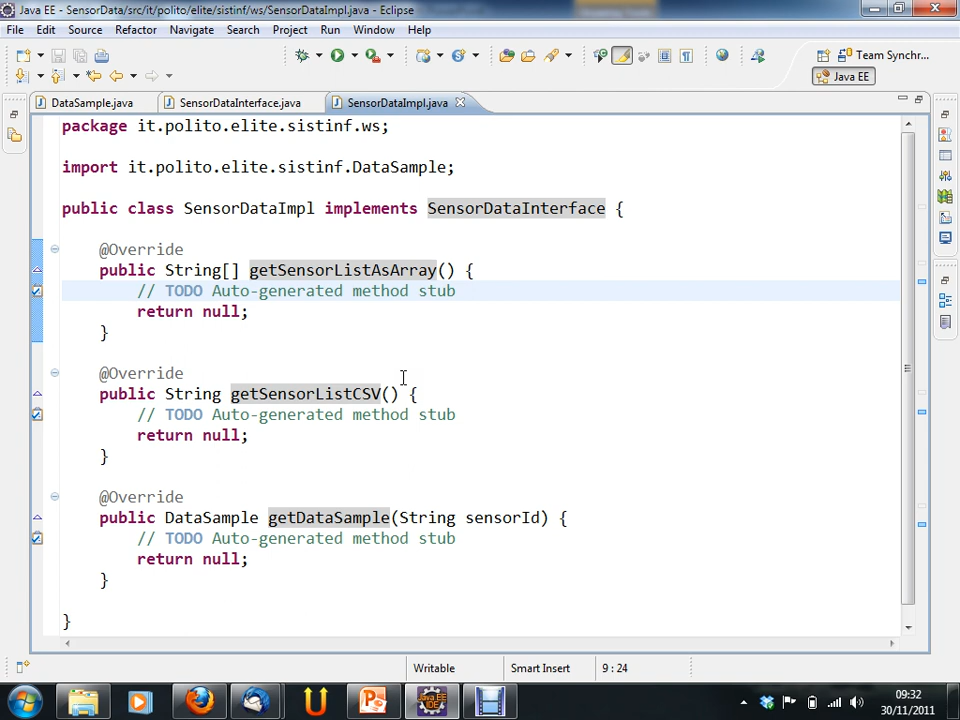 Java EE - SensorData/src/it/polito/elite/sistinf/ws/SensorDataImpl.java - Eclipse
File Edit Source Refactor Navigate Search Project Run Window Help
Team Synchr...
Java EE
DataSample.java SensorDataInterface.java SensorDataImpl.java
package it.polito.elite.sistinf.ws;
import it.polito.elite.sistinf.DataSample;
public class SensorDataImpl implements SensorDataInterface {
@Override
public String[] getSensorListAsArray() {
// TODO Auto-generated method stub
return null;
}
@Override
public String getSensorListCSV() {
// TODO Auto-generated method stub
return null;
}
@Override
public DataSample getDataSample(String sensorId) {
// TODO Auto-generated method stub
return null;
}
}
Writable Smart Insert 9 : 24
Java EE
IDE
09:32
30/11/2011